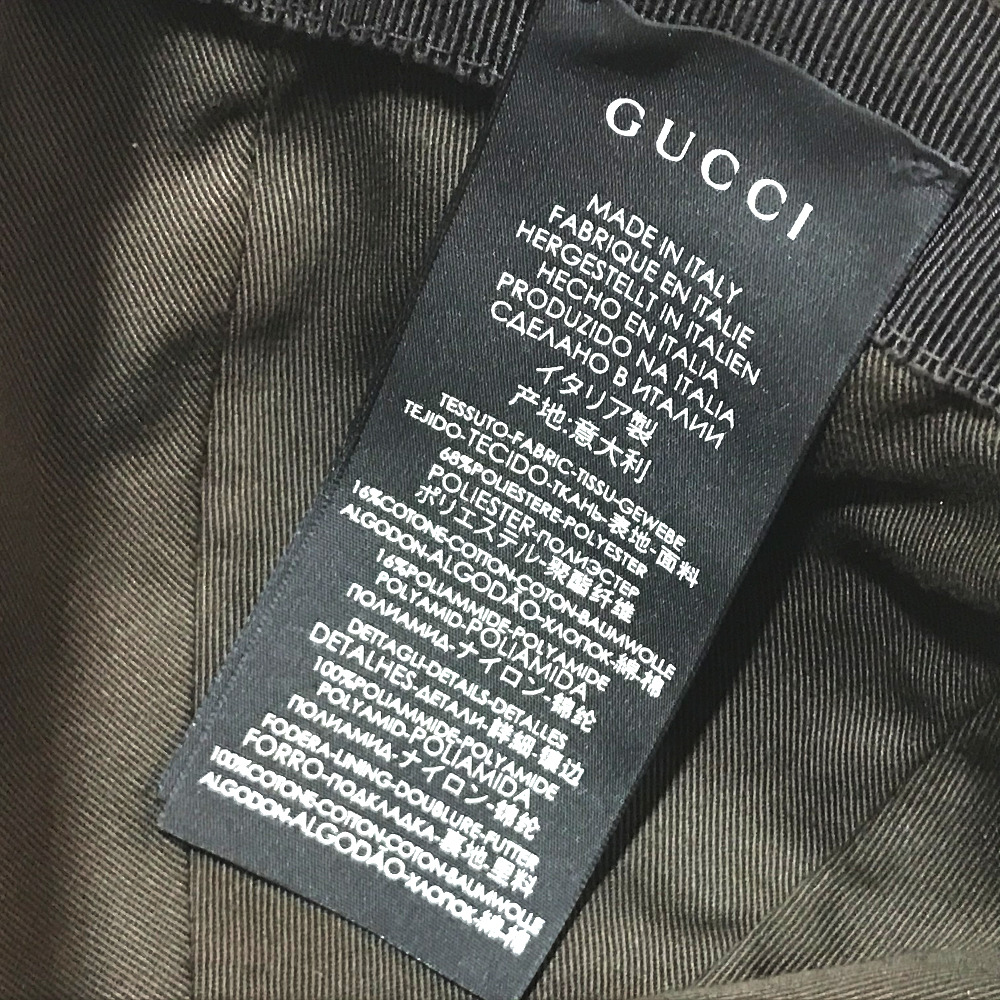 GUCCI
MADE IN ITALY
FABRIQUE EN ITALIE
HERGESTELLT IN ITALIEN
HECHO EN ITALIA
PRODUZIDO NA ITALIA
СДЕЛАНО В ИТАЛИИ
イタリア製
产地:意大利
TESSUTO-FABRIC-TISSU-GEWEBE
TEJIDO-TECIDO-ТКАНЬ-表地-面料
68%POLIESTERE-POLYESTER
POLIESTER-ПОЛИЭСТЕР
ポリエステル-聚酯纤维
16%COTONE-COTTON-COTON-BAUMWOLLE
ALGODON-ALGODÃO-ХЛОПОК-綿-棉
16%POLIAMMIDE-POLYAMIDE
POLYAMID-POLIAMIDA
ПОЛИАМИД-ナイロン-锦纶
DETTAGLI-DETAILS-DETALLES
DETALHES-ДЕТАЛИ-詳細-镶边
100%POLIAMMIDE-POLYAMIDE
POLYAMID-POLIAMIDA
ПОЛИАМИД-ナイロン-锦纶
FODERA-LINING-DOUBLURE-FUTTER
FORRO-ПОДКЛАДКА-裏地-里料
100%COTONE-COTTON-COTON-BAUMWOLLE
ALGODON-ALGODÃO-ХЛОПОК-綿-棉